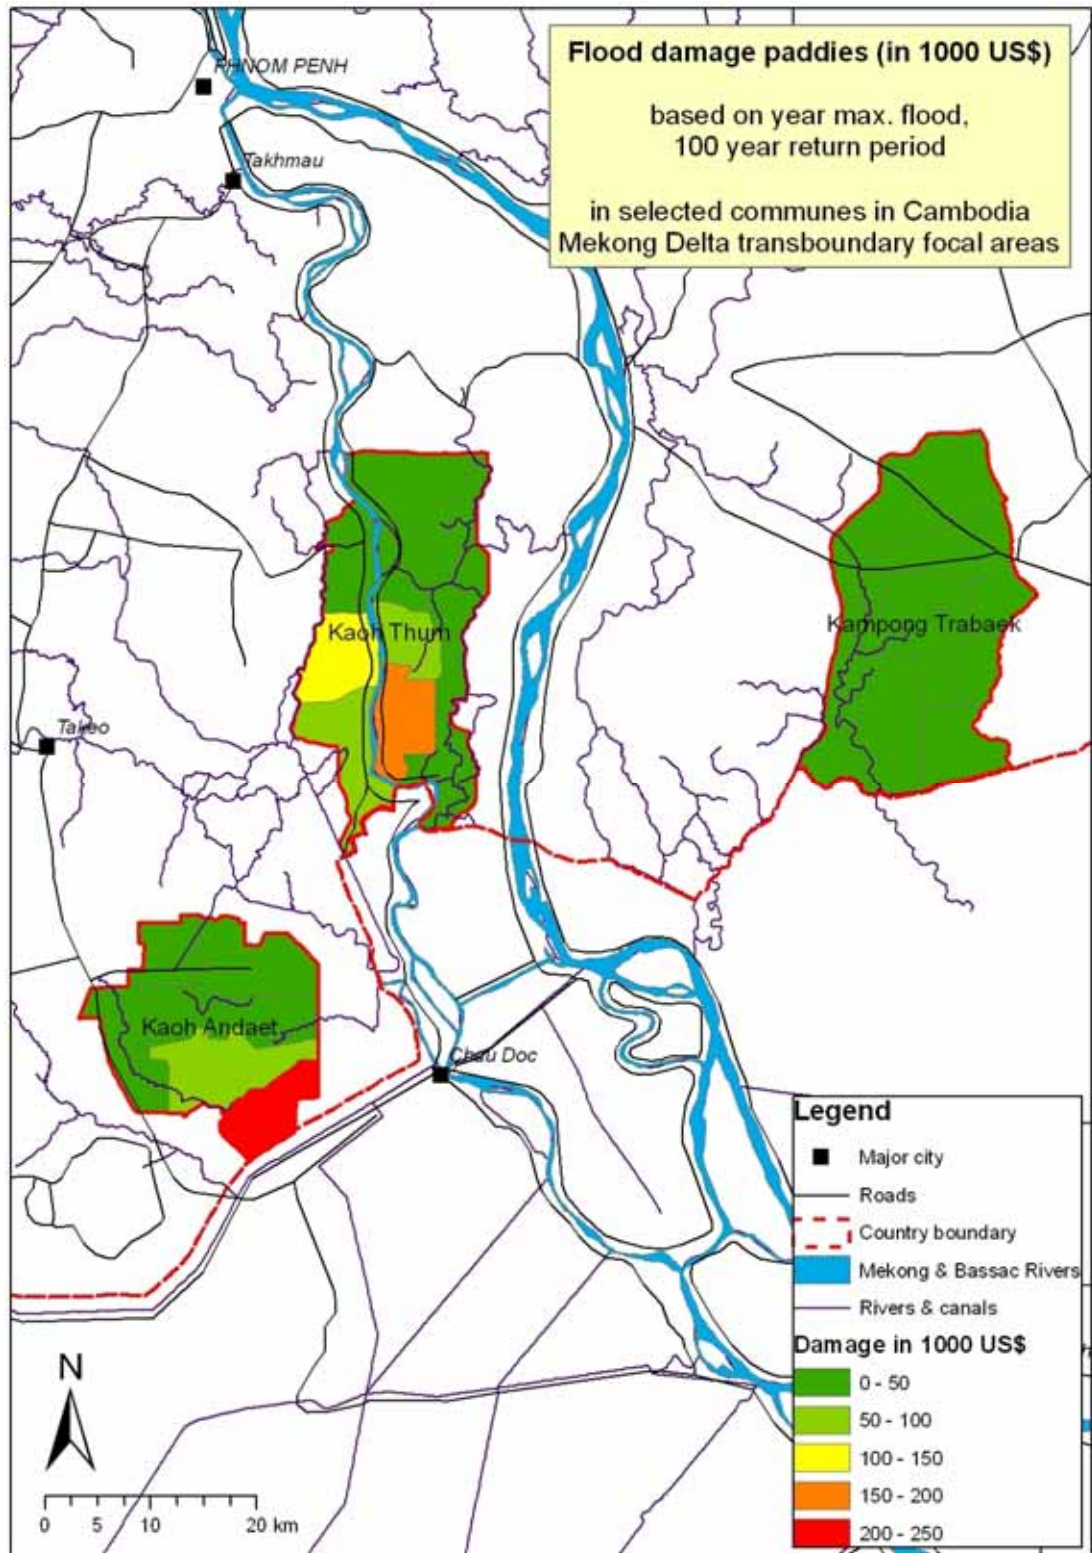 Flood damage paddies (in 1000 US$)
based on year max. flood,
100 year return period
in selected communes in Cambodia
Mekong Delta transboundary focal areas
PHNOM PENH
Takhmau
Kaoh Thum
Kampong Trabaek
Takeo
Kaoh Andaet
Chau Doc
Legend
Major city
Roads
Country boundary
Mekong & Bassac Rivers
Rivers & canals
Damage in 1000 US$
0 - 50
50 - 100
100 - 150
150 - 200
200 - 250
N
0 5 10 20 km